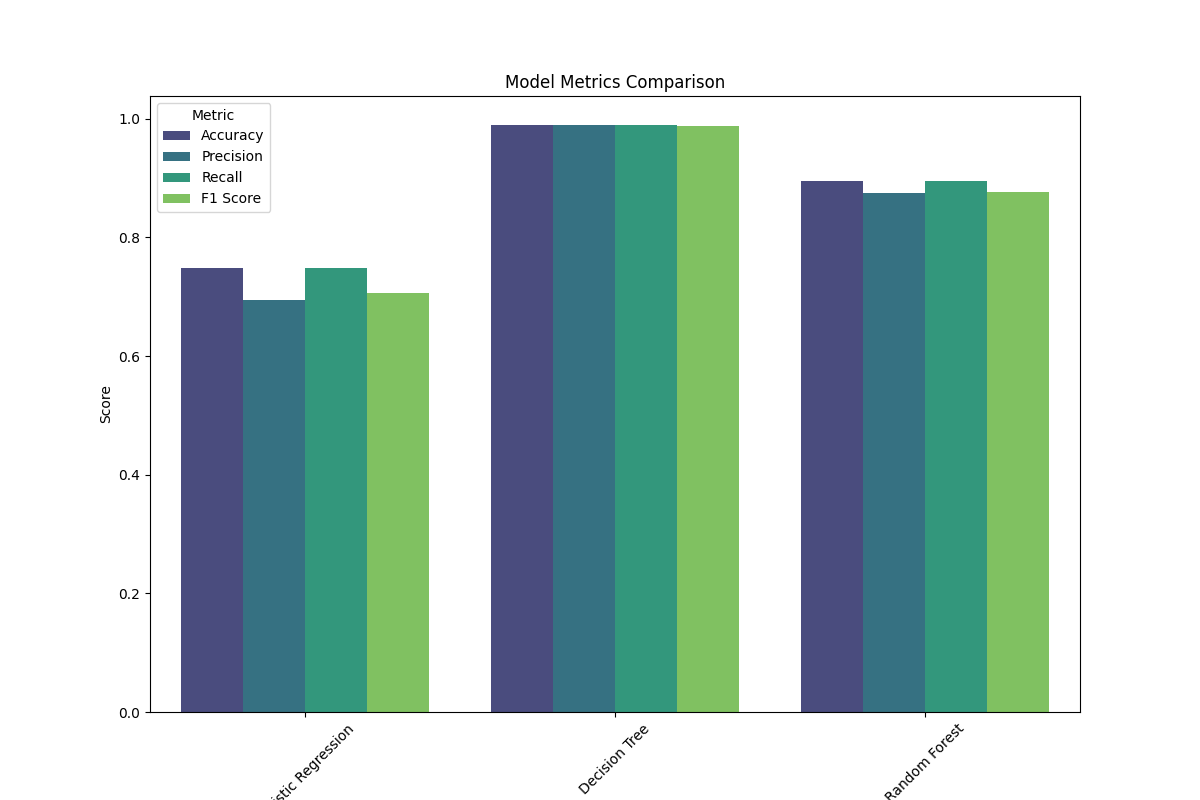 Model Metrics Comparison
Metric
Accuracy
Precision
Recall
F1 Score
1.0
0.8
0.6
0.4
0.2
0.0
Score
Regression
Decision Tree
Random Forest